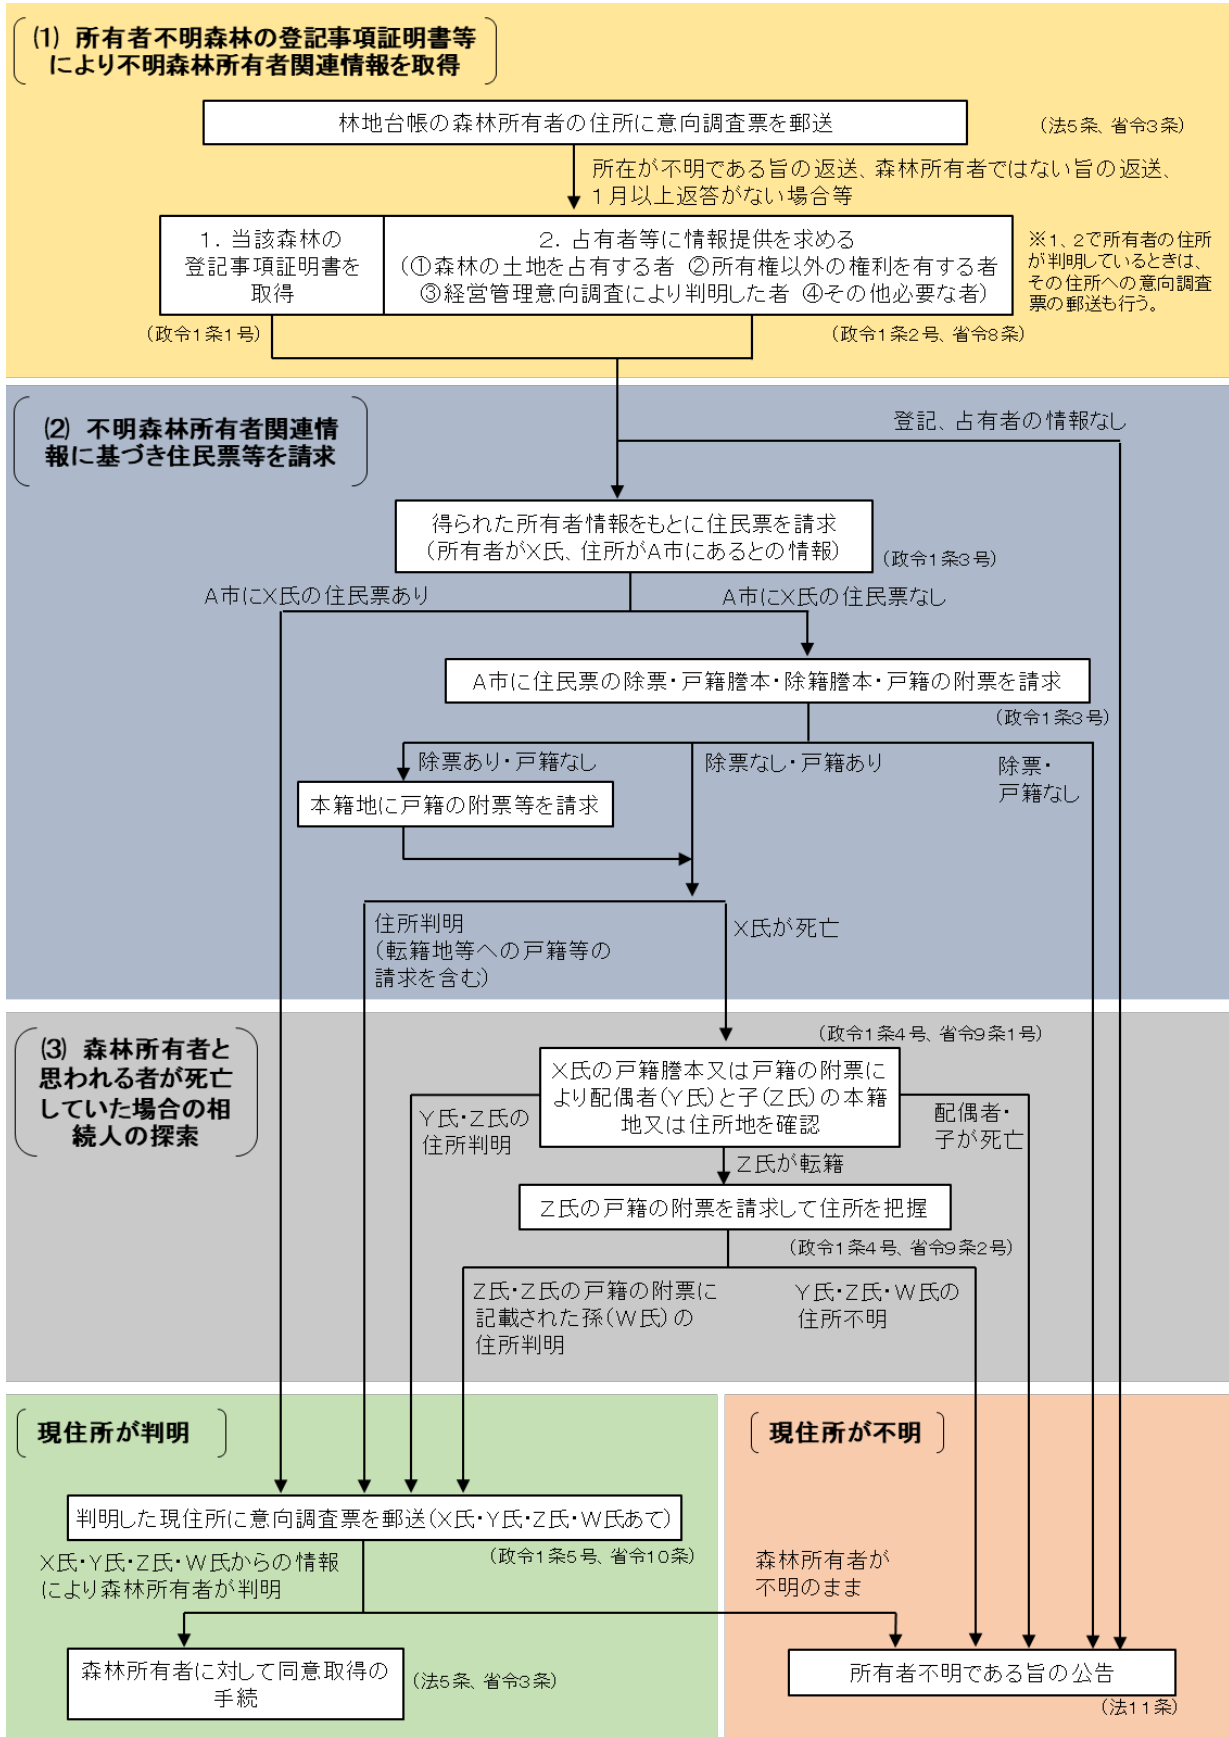 (1) 所有者不明森林の登記事項証明書等
により不明森林所有者関連情報を取得
林地台帳の森林所有者の住所に意向調査票を郵送
(法5条、省令3条)
所在が不明である旨の返送、森林所有者ではない旨の返送、
1月以上返答がない場合等
1. 当該森林の
登記事項証明書を
取得
2. 占有者等に情報提供を求める
(①森林の土地を占有する者 ②所有権以外の権利を有する者
③経営管理意向調査により判明した者 ④その他必要な者)
※1、2で所有者の住所
が判明しているときは、
その住所への意向調査
票の郵送も行う。
(政令1条1号)
(政令1条2号、省令8条)
(2) 不明森林所有者関連情
報に基づき住民票等を請求
登記、占有者の情報なし
得られた所有者情報をもとに住民票を請求
(所有者がX氏、住所がA市にあるとの情報)
(政令1条3号)
A市にX氏の住民票あり
A市にX氏の住民票なし
A市に住民票の除票・戸籍謄本・除籍謄本・戸籍の附票を請求
(政令1条3号)
除票あり・戸籍なし
除票なし・戸籍あり
除票・
戸籍なし
本籍地に戸籍の附票等を請求
住所判明
(転籍地等への戸籍等の
請求を含む)
X氏が死亡
(3) 森林所有者と
思われる者が死亡
していた場合の相
続人の探索
(政令1条4号、省令9条1号)
X氏の戸籍謄本又は戸籍の附票に
より配偶者(Y氏)と子(Z氏)の本籍
地又は住所地を確認
Y氏・Z氏の
住所判明
配偶者・
子が死亡
Z氏が転籍
Z氏の戸籍の附票を請求して住所を把握
(政令1条4号、省令9条2号)
Z氏・Z氏の戸籍の附票に
記載された孫(W氏)の
住所判明
Y氏・Z氏・W氏の
住所不明
現住所が判明
現住所が不明
判明した現住所に意向調査票を郵送(X氏・Y氏・Z氏・W氏あて)
(政令1条5号、省令10条)
X氏・Y氏・Z氏・W氏からの情報
により森林所有者が判明
森林所有者が
不明のまま
森林所有者に対して同意取得の
手続
(法5条、省令3条)
所有者不明である旨の公告
(法11条)